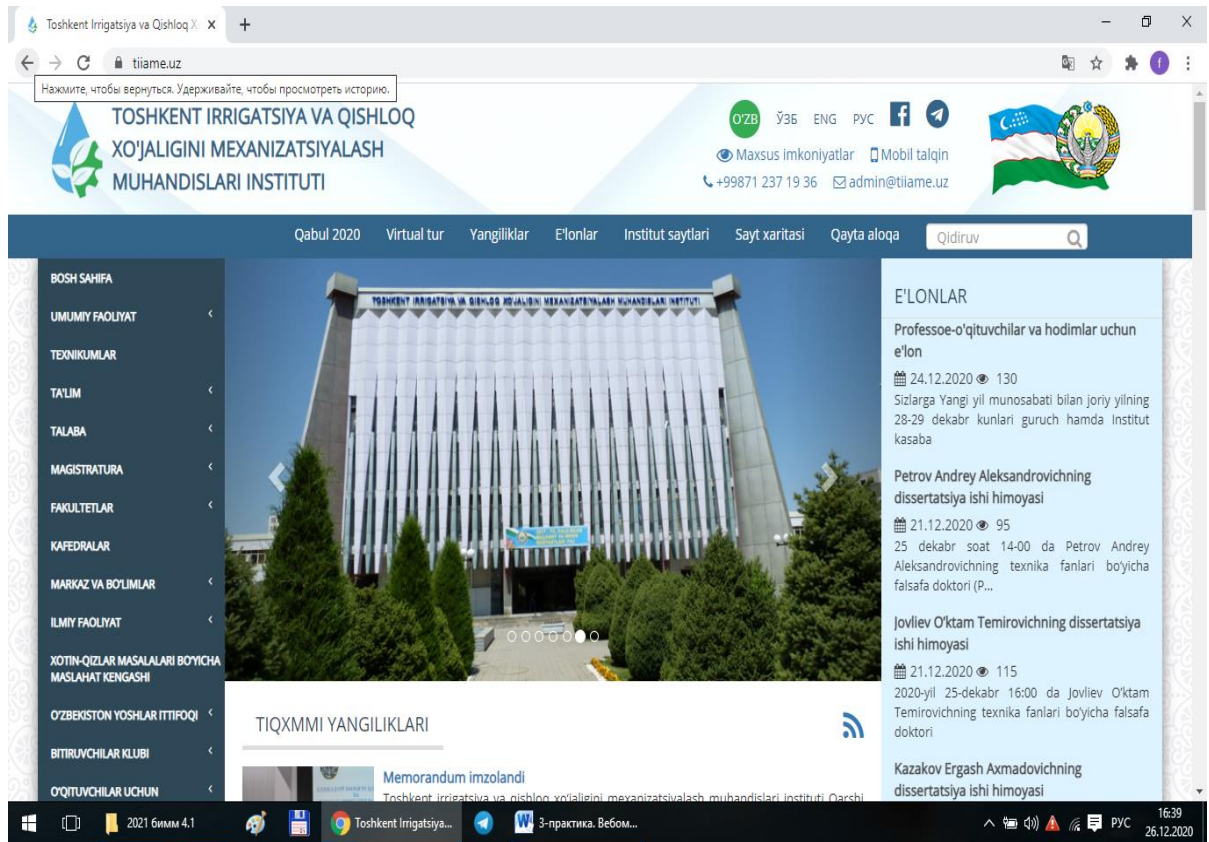 Toshkent Irrigatsiya va Qishloq X
tiiame.uz
Нажмите, чтобы вернуться. Удерживайте, чтобы просмотреть историю.
TOSHKENT IRRIGATSIYA VA QISHLOQ
XO'JALIGINI MEXANIZATSIYALASH
MUHANDISLARI INSTITUTI
O'ZB ЎЗБ ENG РУС
Maxsus imkoniyatlar Mobil talqin
+99871 237 19 36 admin@tiiame.uz
Qabul 2020 Virtual tur Yangiliklar E'lonlar Institut saytlari Sayt xaritasi Qayta aloqa Qidiruv
BOSH SAHIFA
UMUMIY FAOLIYAT
TEXNIKUMLAR
TA'LIM
TALABA
MAGISTRATURA
FAKULTETLAR
KAFEDRALAR
MARKAZ VA BO'LIMLAR
ILMIY FAOLIYAT
XOTIN-QIZLAR MASALALARI BO'YICHA
MASLAHAT KENGASHI
O'ZBEKISTON YOSHLAR ITTIFOQI
BITIRUVCHILAR KLUBI
O'QITUVCHILAR UCHUN
TOSHKENT IRRIGATSIYA VA QISHLOQ XO'JALIGINI MEXANIZATSIYALASH MUHANDISLARI INSTITUTI
TIQXMMI YANGILIKLARI
Memorandum imzolandi
Toshkent irrigatsiya va qishloq xo'jaligini mexanizatsiyalash muhandislari instituti Qarshi
E'LONLAR
Professoe-o'qituvchilar va hodimlar uchun
e'lon
24.12.2020 130
Sizlarga Yangi yil munosabati bilan joriy yilning
28-29 dekabr kunlari guruch hamda Institut
kasaba
Petrov Andrey Aleksandrovichning
dissertatsiya ishi himoyasi
21.12.2020 95
25 dekabr soat 14-00 da Petrov Andrey
Aleksandrovichning texnika fanlari bo'yicha
falsafa doktori (P...
Jovliev O'ktam Temirovichning dissertatsiya
ishi himoyasi
21.12.2020 115
2020-yil 25-dekabr 16:00 da Jovliev O'ktam
Temirovichning texnika fanlari bo'yicha falsafa
doktori
Kazakov Ergash Axmadovichning
dissertatsiya ishi himoyasi
2021 бимм 4.1
Toshkent Irrigatsiya...
3-практика. Вебом...
РУС
16:39
26.12.2020